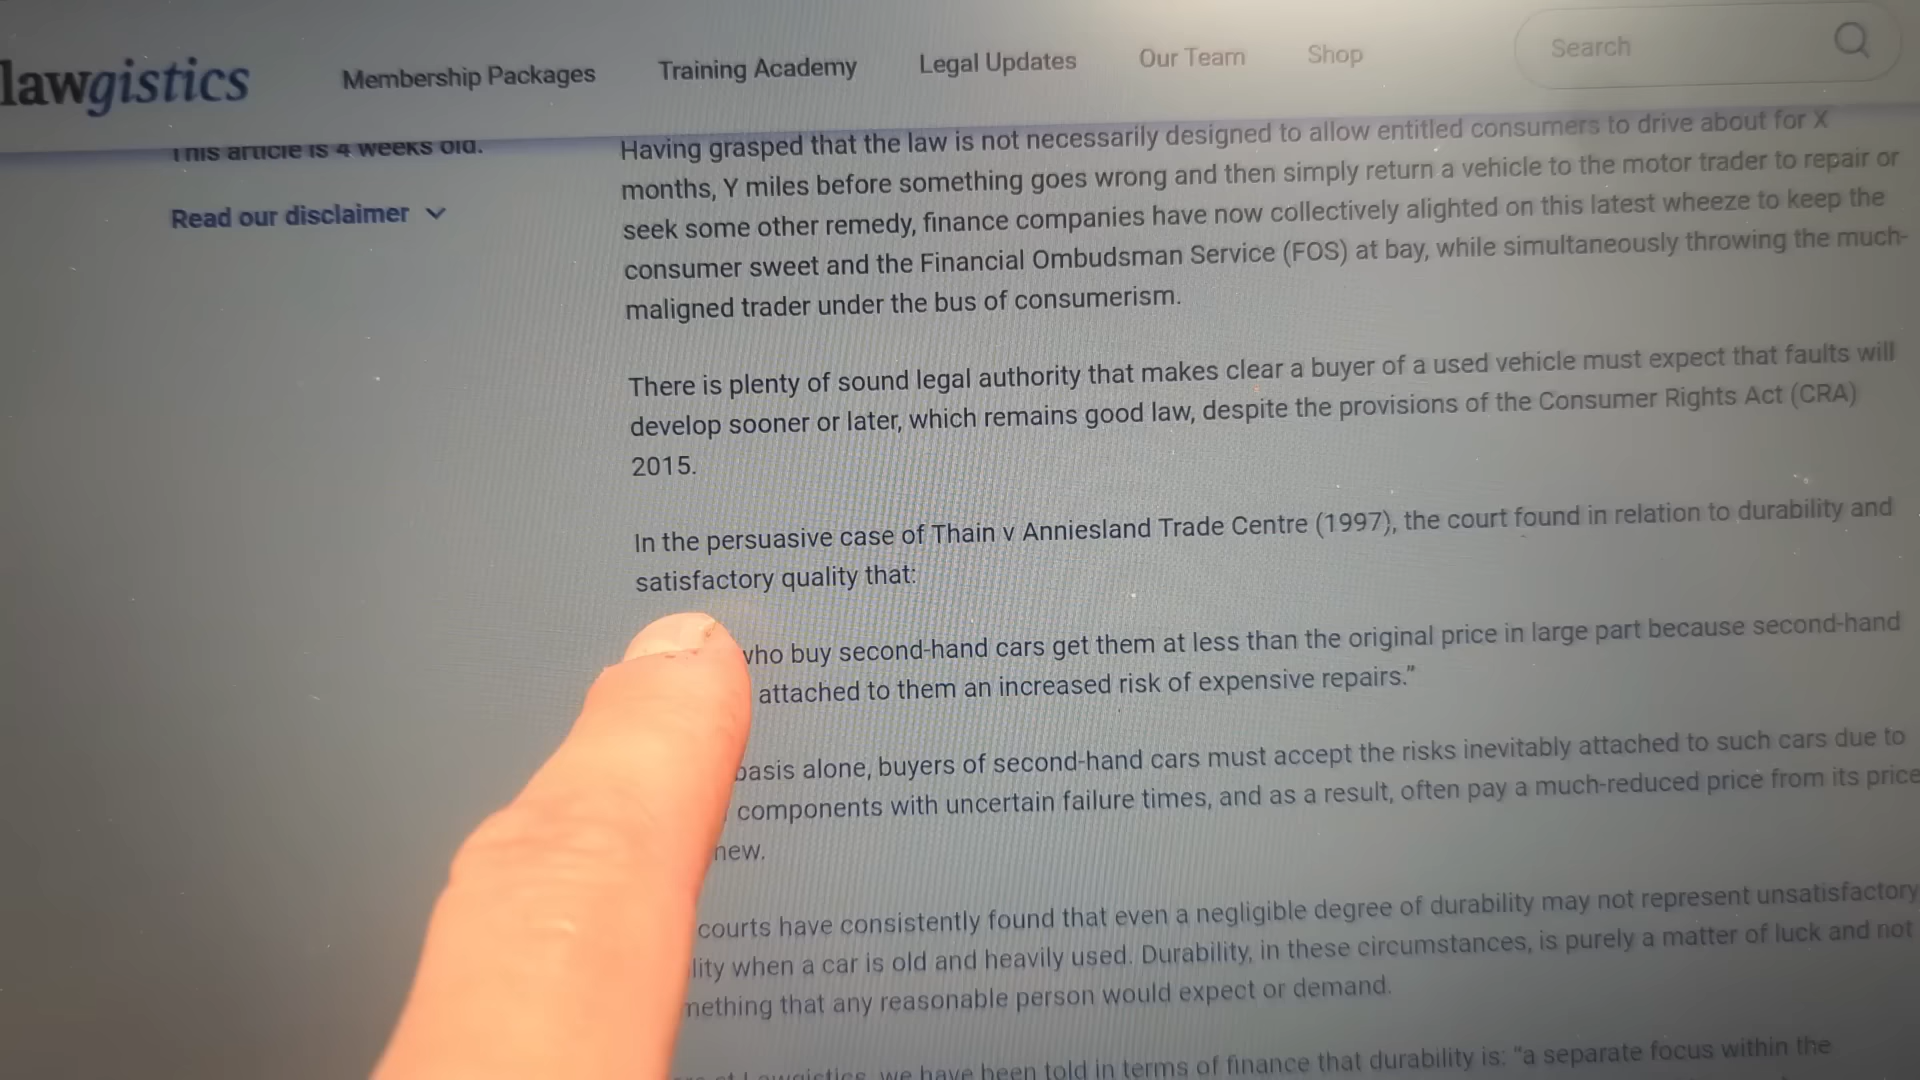 lawgistics
Membership Packages
Training Academy
Legal Updates
Our Team
Shop
Search
This article is 4 weeks old.
Read our disclaimer
Having grasped that the law is not necessarily designed to allow entitled consumers to drive about for X
months, Y miles before something goes wrong and then simply return a vehicle to the motor trader to repair or
seek some other remedy, finance companies have now collectively alighted on this latest wheeze to keep the
consumer sweet and the Financial Ombudsman Service (FOS) at bay, while simultaneously throwing the much-
maligned trader under the bus of consumerism.
There is plenty of sound legal authority that makes clear a buyer of a used vehicle must expect that faults will
develop sooner or later, which remains good law, despite the provisions of the Consumer Rights Act (CRA)
2015.
In the persuasive case of Thain v Anniesland Trade Centre (1997), the court found in relation to durability and
satisfactory quality that:
who buy second-hand cars get them at less than the original price in large part because second-hand
attached to them an increased risk of expensive repairs.”
basis alone, buyers of second-hand cars must accept the risks inevitably attached to such cars due to
components with uncertain failure times, and as a result, often pay a much-reduced price from its price
new.
courts have consistently found that even a negligible degree of durability may not represent unsatisfactory
lity when a car is old and heavily used. Durability, in these circumstances, is purely a matter of luck and not
mething that any reasonable person would expect or demand.
at Lawgistics, we have been told in terms of finance that durability is: “a separate focus within the